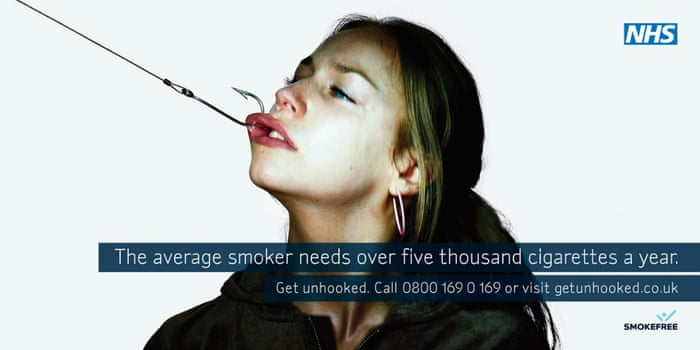 NHS
The average smoker needs over five thousand cigarettes a year.
Get unhooked. Call 0800 169 0 169 or visit getunhooked.co.uk
SMOKEFREE